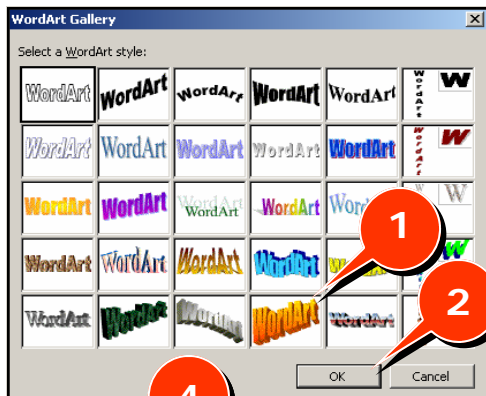 WordArt Gallery
Select a WordArt style:
WordArt WordArt WordArt WordArt WordArt WordArt W
WordArt WordArt WordArt WordArt WordArt WordArt W
WordArt WordArt WordArt WordArt Wor W
WordArt WordArt WordArt WordArt W
WordArt WordArt WordArt WordArt WordArt
1
2
OK Cancel
4